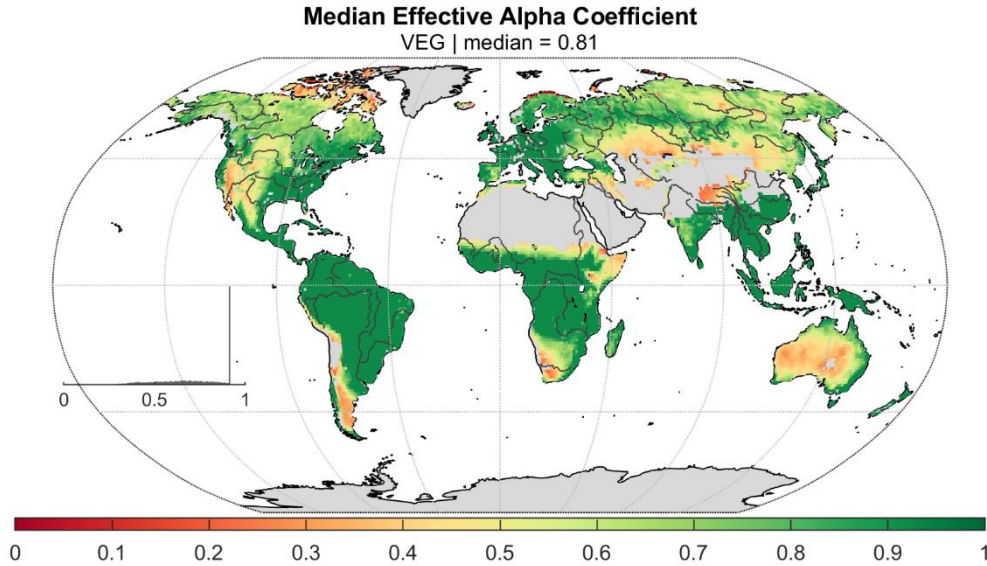 Median Effective Alpha Coefficient
VEG | median = 0.81
0 0.5 1
0 0.1 0.2 0.3 0.4 0.5 0.6 0.7 0.8 0.9 1